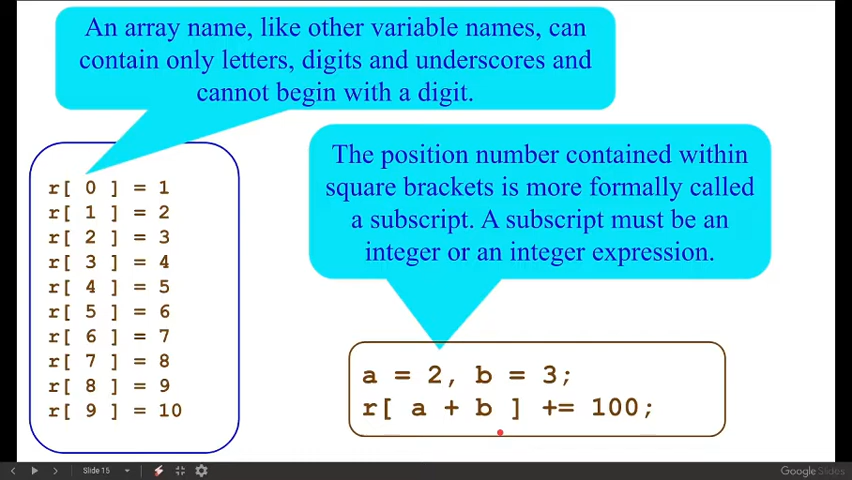 An array name, like other variable names, can
contain only letters, digits and underscores and
cannot begin with a digit.
The position number contained within
square brackets is more formally called
a subscript. A subscript must be an
integer or an integer expression.
r[ 0 ] = 1
r[ 1 ] = 2
r[ 2 ] = 3
r[ 3 ] = 4
r[ 4 ] = 5
r[ 5 ] = 6
r[ 6 ] = 7
r[ 7 ] = 8
r[ 8 ] = 9
r[ 9 ] = 10
a = 2, b = 3;
r[ a + b ] += 100;
Slide 15
Google Slides